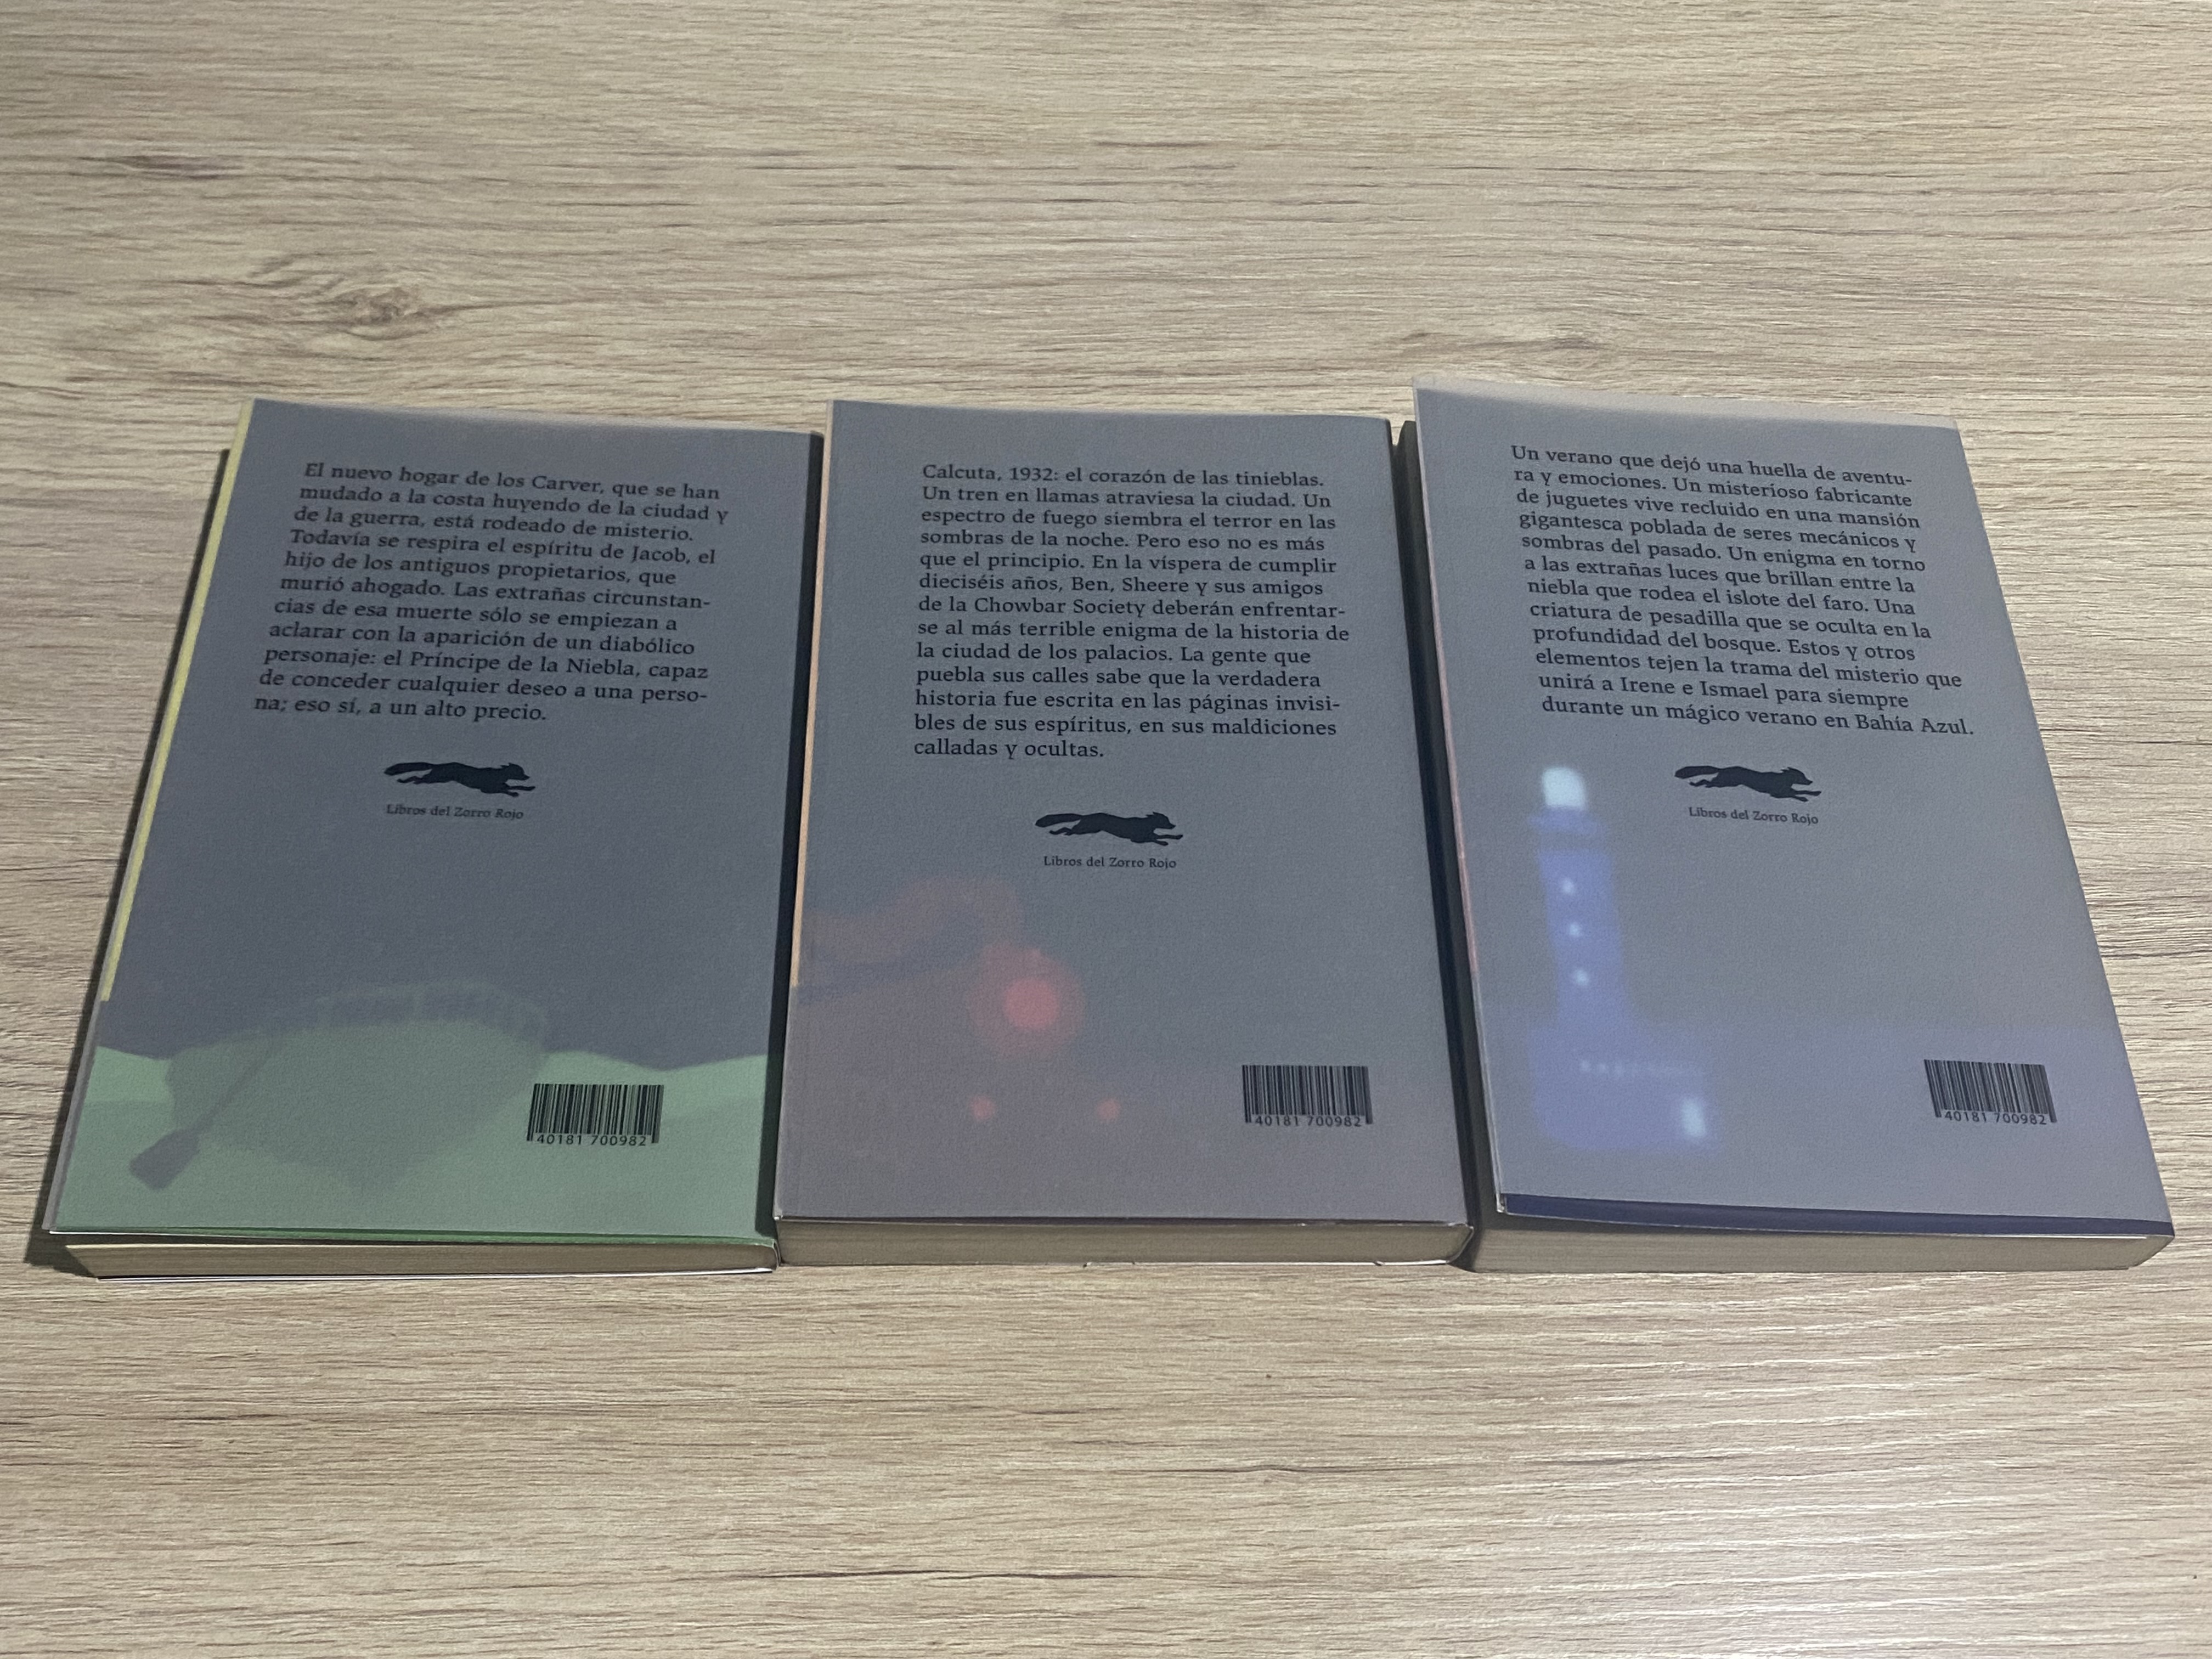 El nuevo hogar de los Carver, que se han
mudado a la costa huyendo de la ciudad y
de la guerra, está rodeado de misterio.
Todavía se respira el espíritu de Jacob, el
hijo de los antiguos propietarios, que
murió ahogado. Las extrañas circunstan-
cias de esa muerte sólo se empiezan a
aclarar con la aparición de un diabólico
personaje: el Príncipe de la Niebla, capaz
de conceder cualquier deseo a una perso-
na; eso sí, a un alto precio.
Libros del Zorro Rojo
40181 700982
Calcuta, 1932: el corazón de las tinieblas.
Un tren en llamas atraviesa la ciudad. Un
espectro de fuego siembra el terror en las
sombras de la noche. Pero eso no es más
que el principio. En la víspera de cumplir
dieciséis años, Ben, Sheere y sus amigos
de la Chowbar Society deberán enfrentar-
se al más terrible enigma de la historia de
la ciudad de los palacios. La gente que
puebla sus calles sabe que la verdadera
historia fue escrita en las páginas invisi-
bles de sus espíritus, en sus maldiciones
calladas y ocultas.
Libros del Zorro Rojo
40181 700982
Un verano que dejó una huella de aventu-
ra y emociones. Un misterioso fabricante
de juguetes vive recluido en una mansión
gigantesca poblada de seres mecánicos y
sombras del pasado. Un enigma en torno
a las extrañas luces que brillan entre la
niebla que rodea el islote del faro. Una
criatura de pesadilla que se oculta en la
profundidad del bosque. Estos y otros
elementos tejen la trama del misterio que
unirá a Irene e Ismael para siempre
durante un mágico verano en Bahía Azul.
Libros del Zorro Rojo
40181 700982